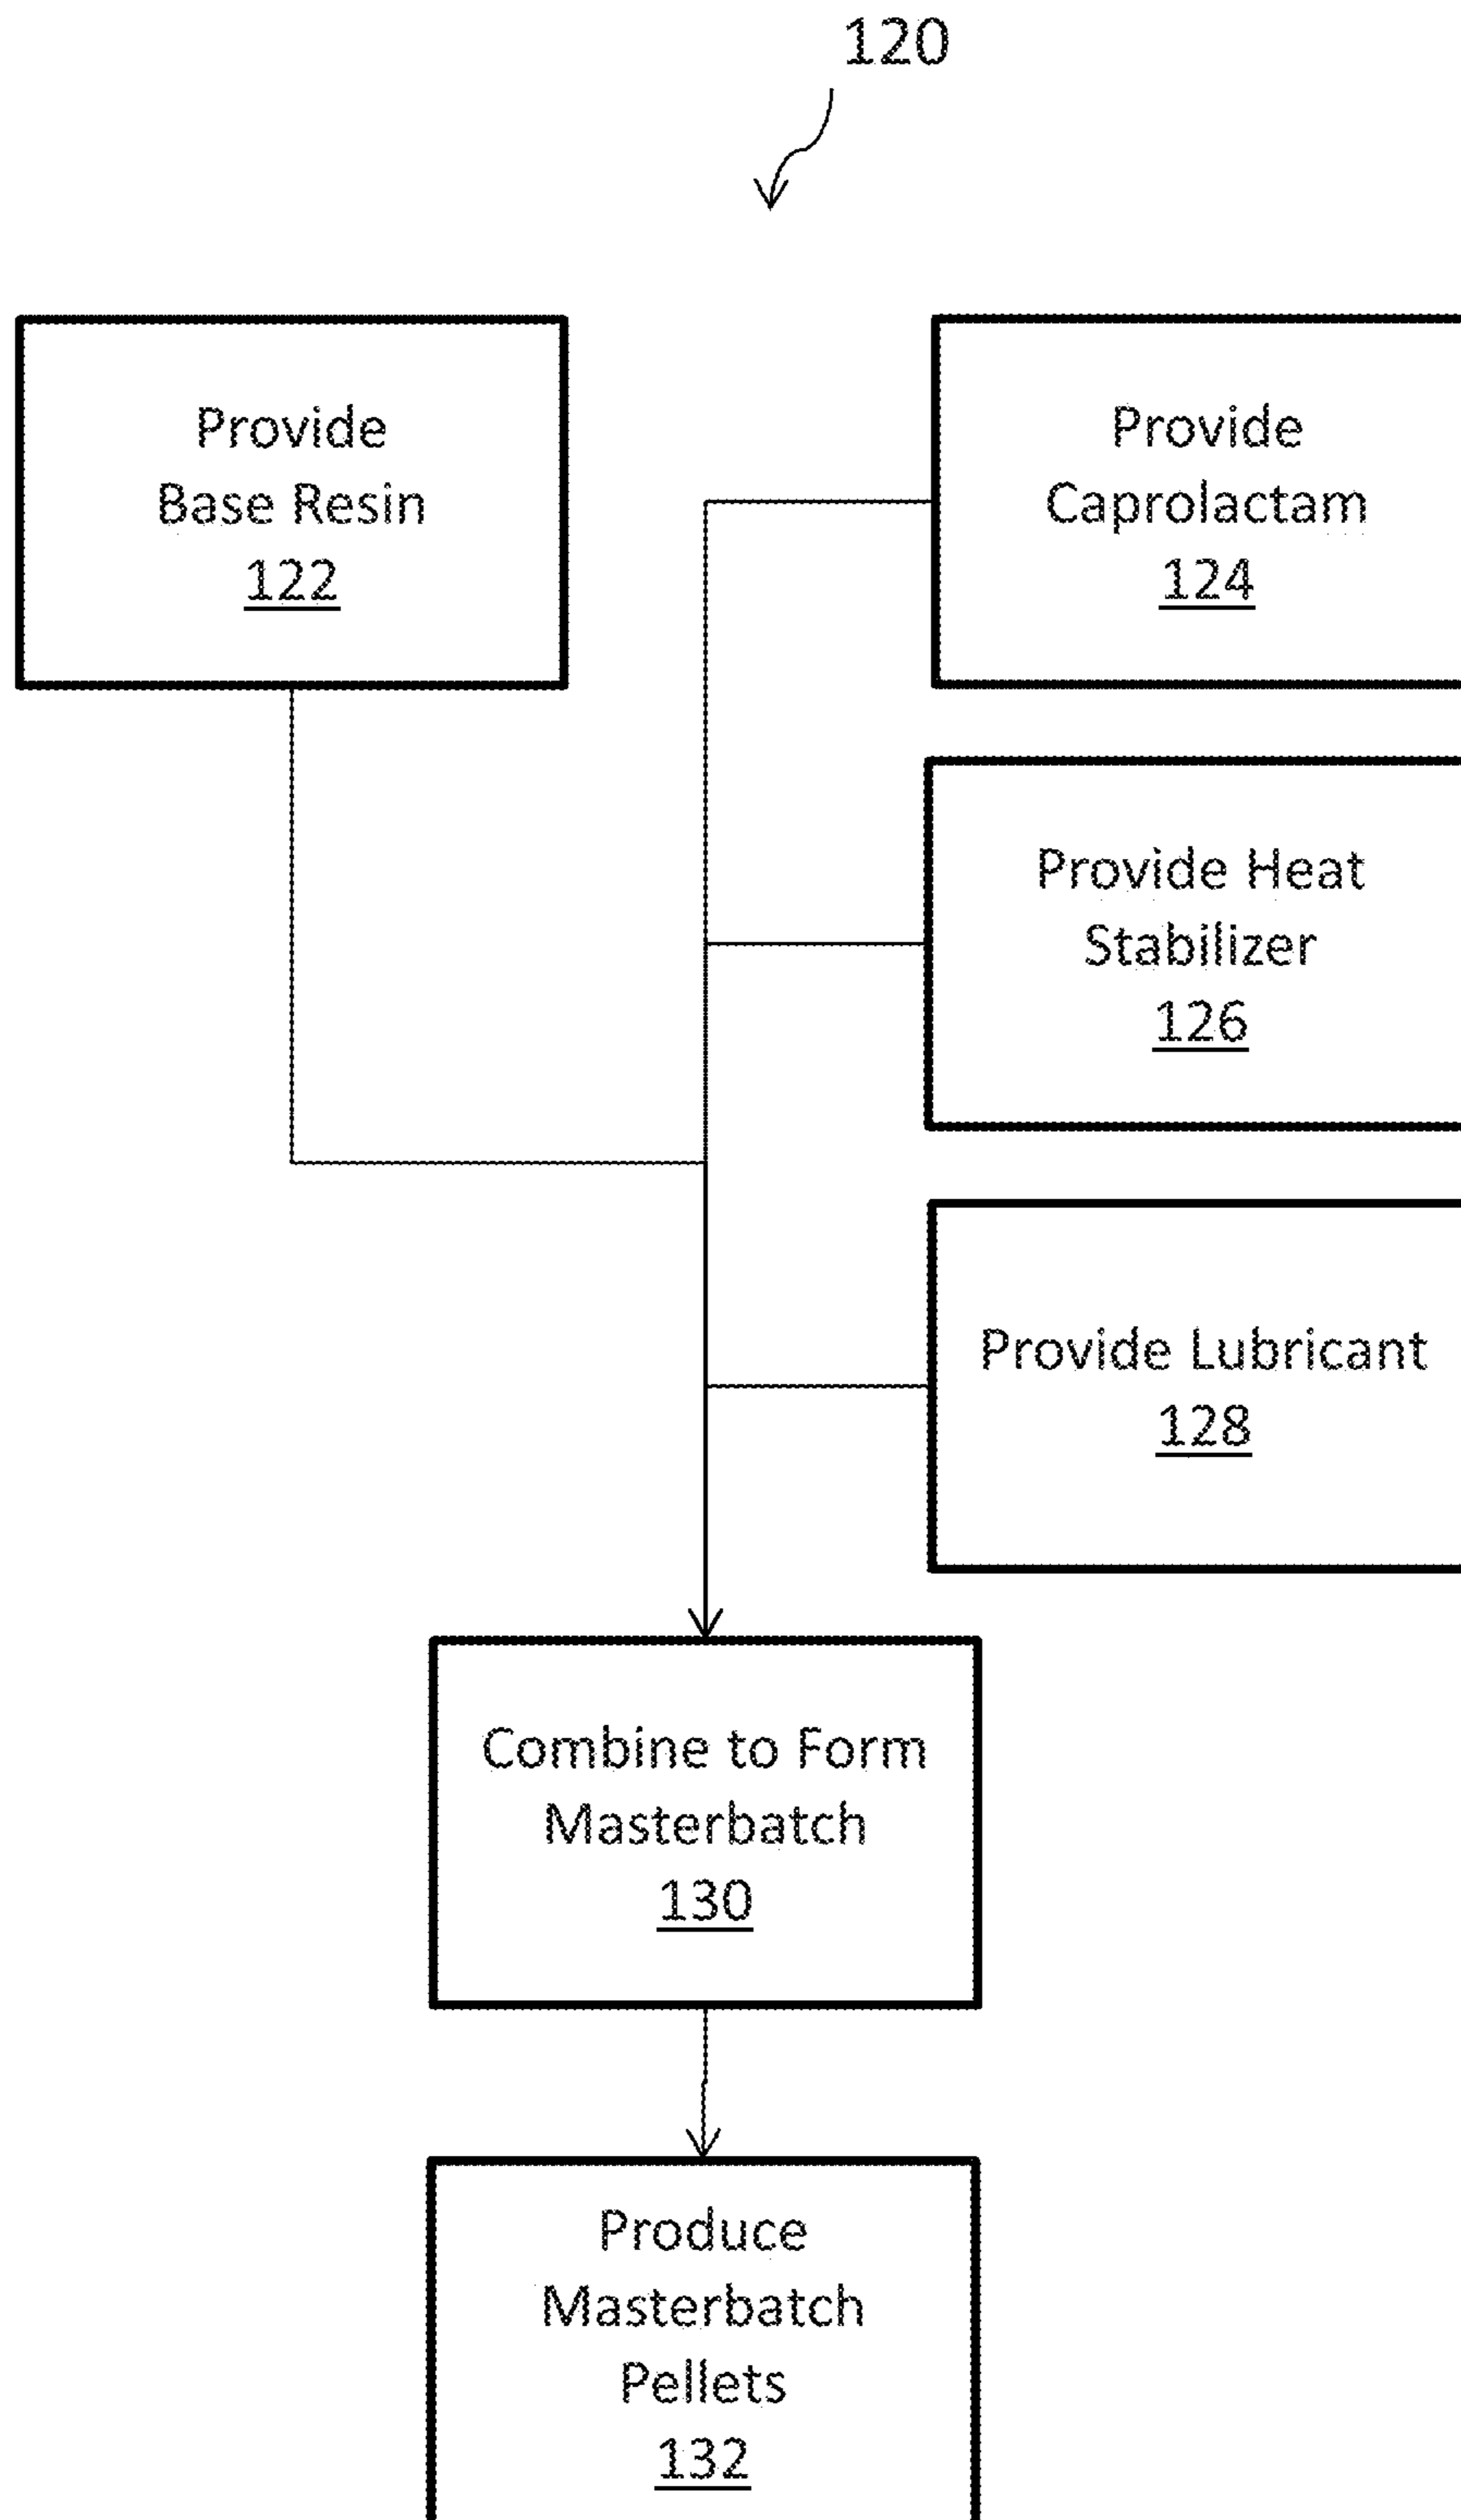 120
Provide
Base Resin
122
Provide
Caprolactam
124
Provide Heat
Stabilizer
126
Provide Lubricant
128
Combine to Form
Masterbatch
130
Produce
Masterbatch
Pellets
132